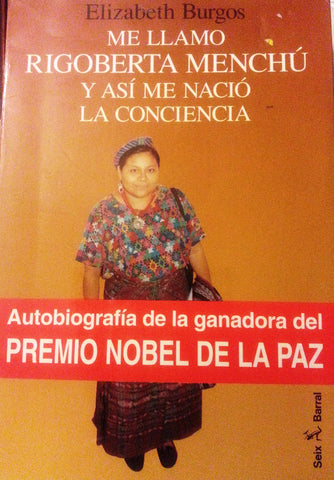 Elizabeth Burgos
ME LLAMO
RIGOBERTA MENCHÚ
Y ASÍ ME NACIÓ
LA CONCIENCIA
Autobiografía de la ganadora del
PREMIO NOBEL DE LA PAZ
Seix Barral